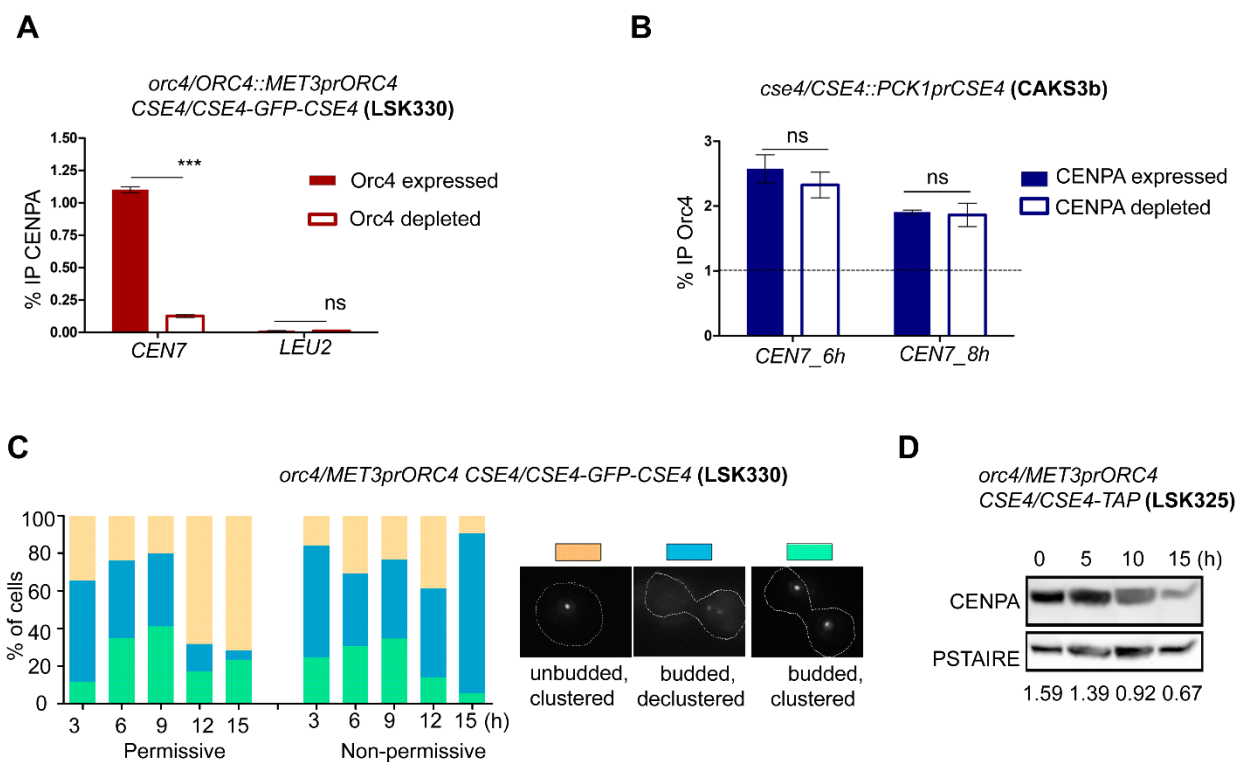 A
orc4/ORC4::MET3prORC4
CSE4/CSE4-GFP-CSE4 (LSK330)
1.50
1.25
1.00
0.75
0.50
0.25
0.00
% IP CENPA
***
ns
Orc4 expressed
Orc4 depleted
CEN7
LEU2
B
cse4/CSE4::PCK1prCSE4 (CAKS3b)
3
2
1
0
% IP Orc4
ns
ns
CENPA expressed
CENPA depleted
CEN7_6h
CEN7_8h
C
orc4/MET3prORC4 CSE4/CSE4-GFP-CSE4 (LSK330)
100
80
60
40
20
0
% of cells
3 6 9 12 15
3 6 9 12 15 (h)
Permissive
Non-permissive
unbudded,
clustered
budded,
declustered
budded,
clustered
D
orc4/MET3prORC4
CSE4/CSE4-TAP (LSK325)
0 5 10 15 (h)
CENPA
PSTAIRE
1.59 1.39 0.92 0.67